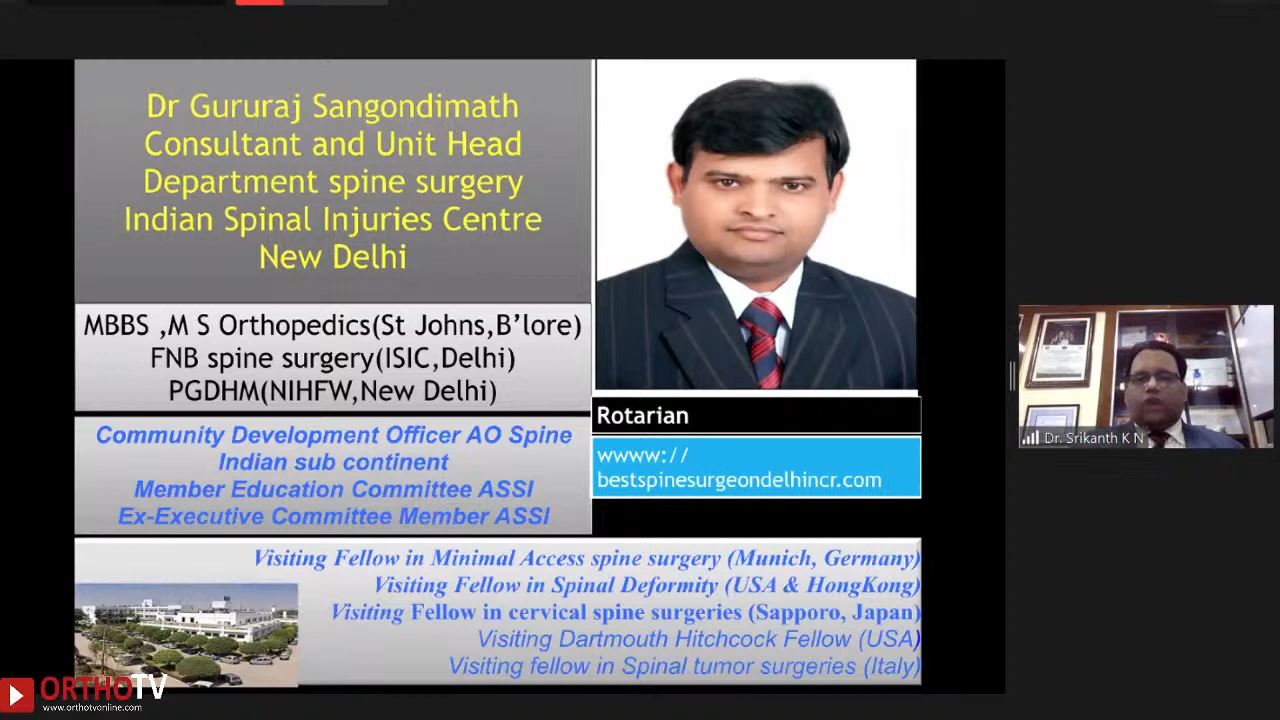 Dr Gururaj Sangondimath
Consultant and Unit Head
Department spine surgery
Indian Spinal Injuries Centre
New Delhi
MBBS ,M S Orthopedics(St Johns,B’lore)
FNB spine surgery(ISIC,Delhi)
PGDHM(NIHFW,New Delhi)
Community Development Officer AO Spine
Indian sub continent
Member Education Committee ASSI
Ex-Executive Committee Member ASSI
Rotarian
wwww://
bestspinesurgeondelhincr.com
Visiting Fellow in Minimal Access spine surgery (Munich, Germany)
Visiting Fellow in Spinal Deformity (USA & HongKong)
Visiting Fellow in cervical spine surgeries (Sapporo, Japan)
Visiting Dartmouth Hitchcock Fellow (USA)
Visiting fellow in Spinal tumor surgeries (Italy)
Dr. Srikanth K N
ORTHOTV
www.orthotvonline.com